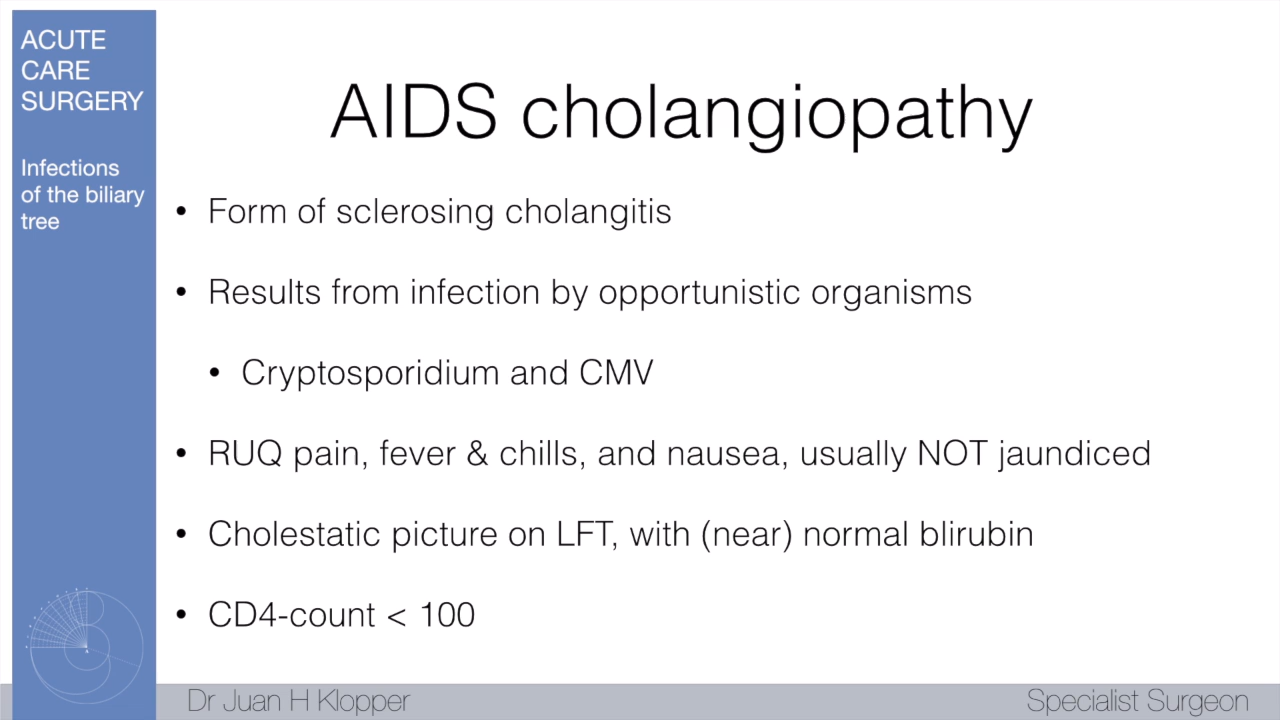 ACUTE
CARE
SURGERY
Infections
of the biliary
tree
AIDS cholangiopathy
• Form of sclerosing cholangitis
• Results from infection by opportunistic organisms
• Cryptosporidium and CMV
• RUQ pain, fever & chills, and nausea, usually NOT jaundiced
• Cholestatic picture on LFT, with (near) normal blirubin
• CD4-count < 100
Dr Juan H Klopper
Specialist Surgeon